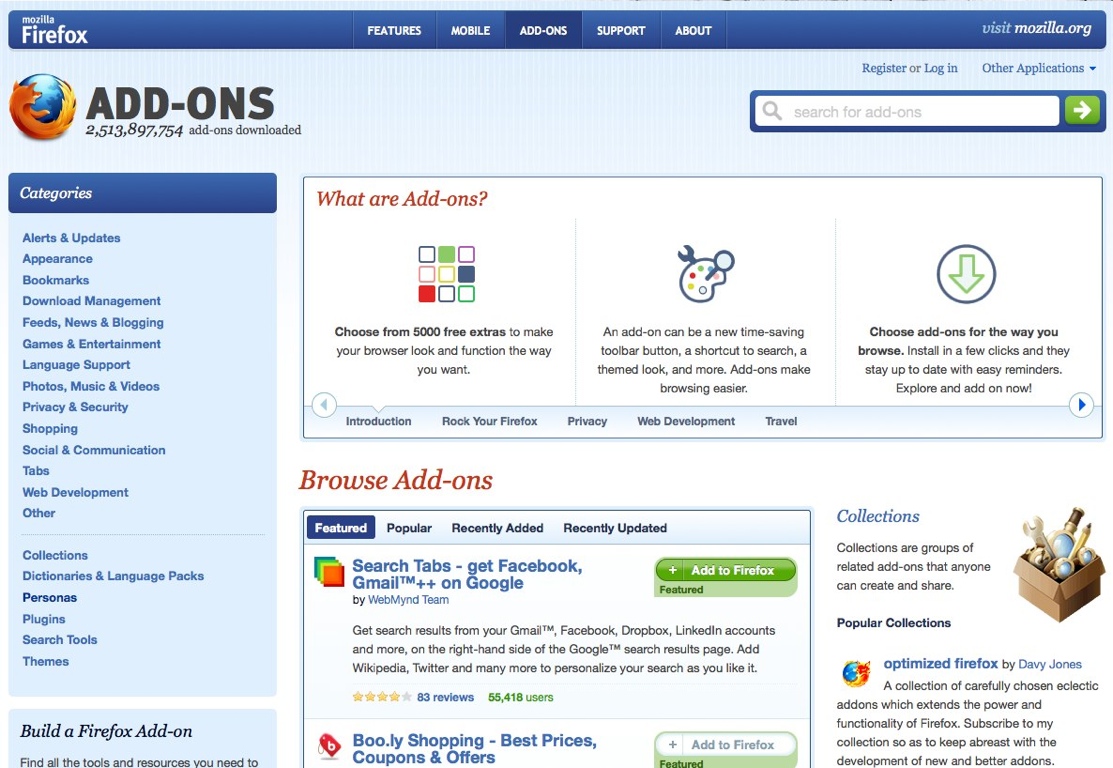 mozilla
Firefox
FEATURES
MOBILE
ADD-ONS
SUPPORT
ABOUT
visit mozilla.org
Register or Log in
Other Applications
ADD-ONS
2,513,897,754 add-ons downloaded
search for add-ons
Categories
Alerts & Updates
Appearance
Bookmarks
Download Management
Feeds, News & Blogging
Games & Entertainment
Language Support
Photos, Music & Videos
Privacy & Security
Shopping
Social & Communication
Tabs
Web Development
Other
Collections
Dictionaries & Language Packs
Personas
Plugins
Search Tools
Themes
Build a Firefox Add-on
Find all the tools and resources you need to
What are Add-ons?
Choose from 5000 free extras to make
your browser look and function the way
you want.
An add-on can be a new time-saving
toolbar button, a shortcut to search, a
themed look, and more. Add-ons make
browsing easier.
Choose add-ons for the way you
browse. Install in a few clicks and they
stay up to date with easy reminders.
Explore and add on now!
Introduction
Rock Your Firefox
Privacy
Web Development
Travel
Browse Add-ons
Featured
Popular
Recently Added
Recently Updated
Search Tabs - get Facebook,
Gmail™++ on Google
by WebMynd Team
+ Add to Firefox
Featured
Get search results from your Gmail™, Facebook, Dropbox, LinkedIn accounts
and more, on the right-hand side of the Google™ search results page. Add
Wikipedia, Twitter and many more to personalize your search as you like it.
83 reviews
55,418 users
b
Boo.ly Shopping - Best Prices,
Coupons & Offers
+ Add to Firefox
Featured
Collections
Collections are groups of
related add-ons that anyone
can create and share.
Popular Collections
optimized firefox by Davy Jones
A collection of carefully chosen eclectic
addons which extends the power and
functionality of Firefox. Subscribe to my
collection so as to keep abreast with the
development of new and better addons.